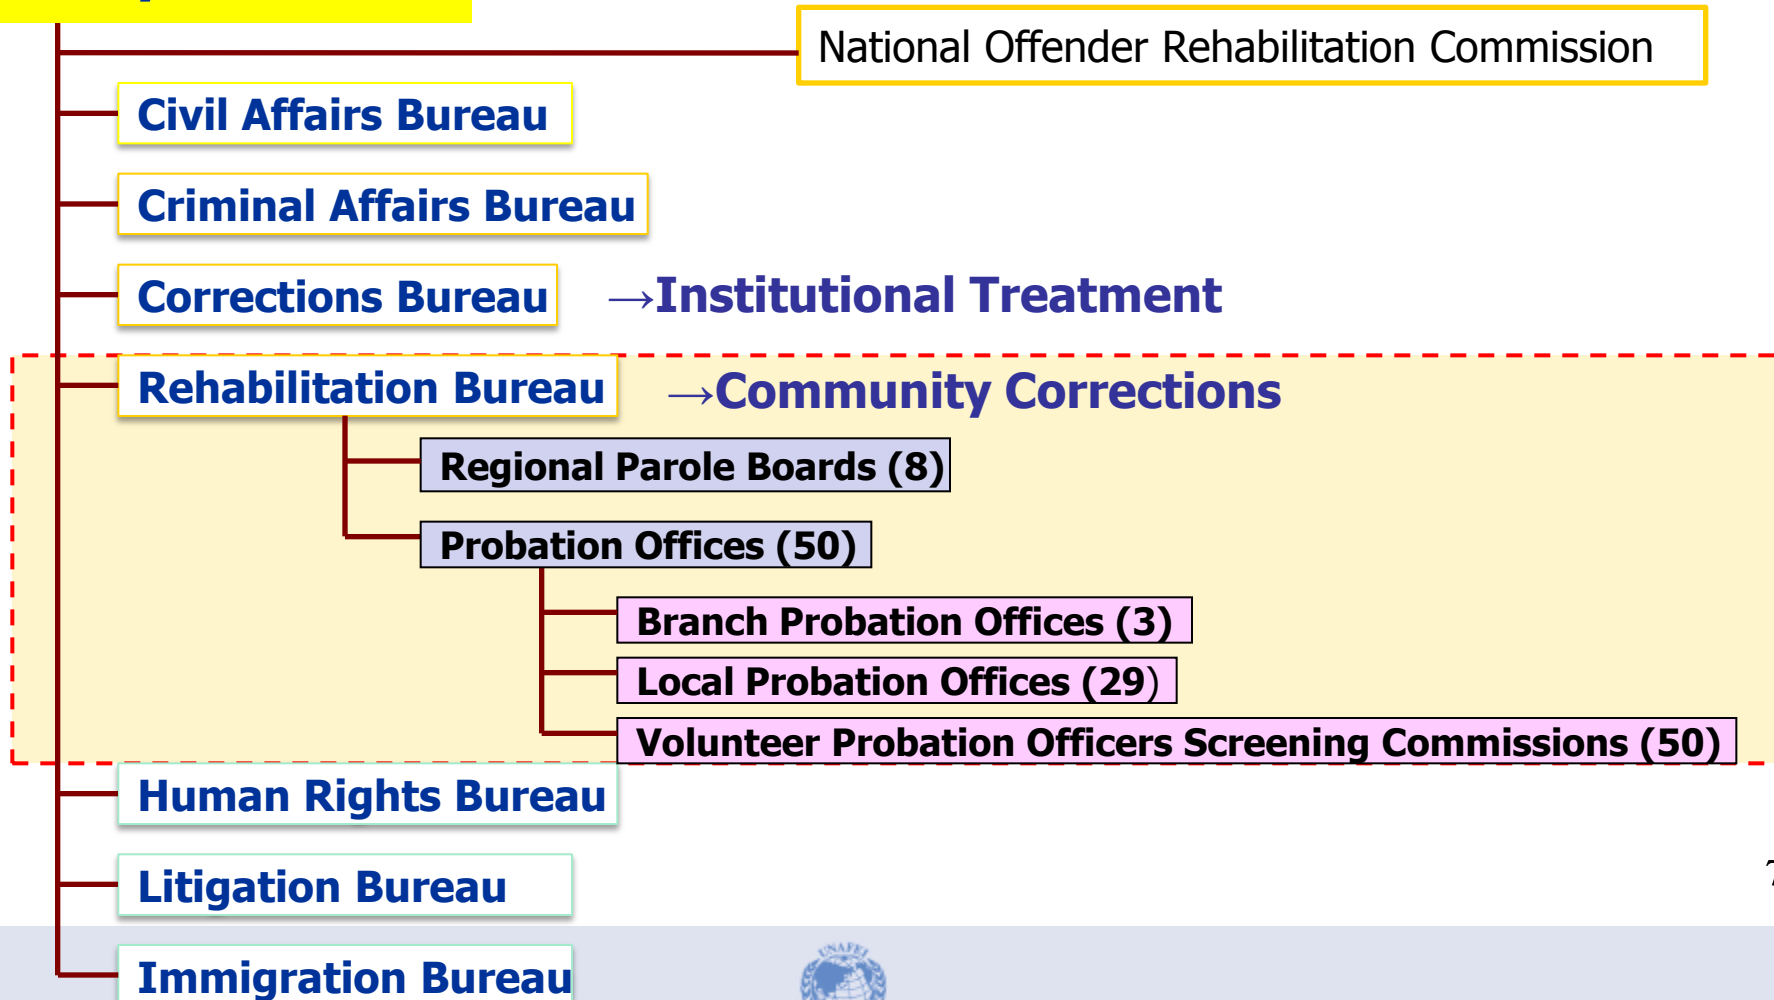 National Offender Rehabilitation Commission
Civil Affairs Bureau
Criminal Affairs Bureau
Corrections Bureau →Institutional Treatment
Rehabilitation Bureau →Community Corrections
Regional Parole Boards (8)
Probation Offices (50)
Branch Probation Offices (3)
Local Probation Offices (29)
Volunteer Probation Officers Screening Commissions (50)
Human Rights Bureau
Litigation Bureau
Immigration Bureau
UNAFEI